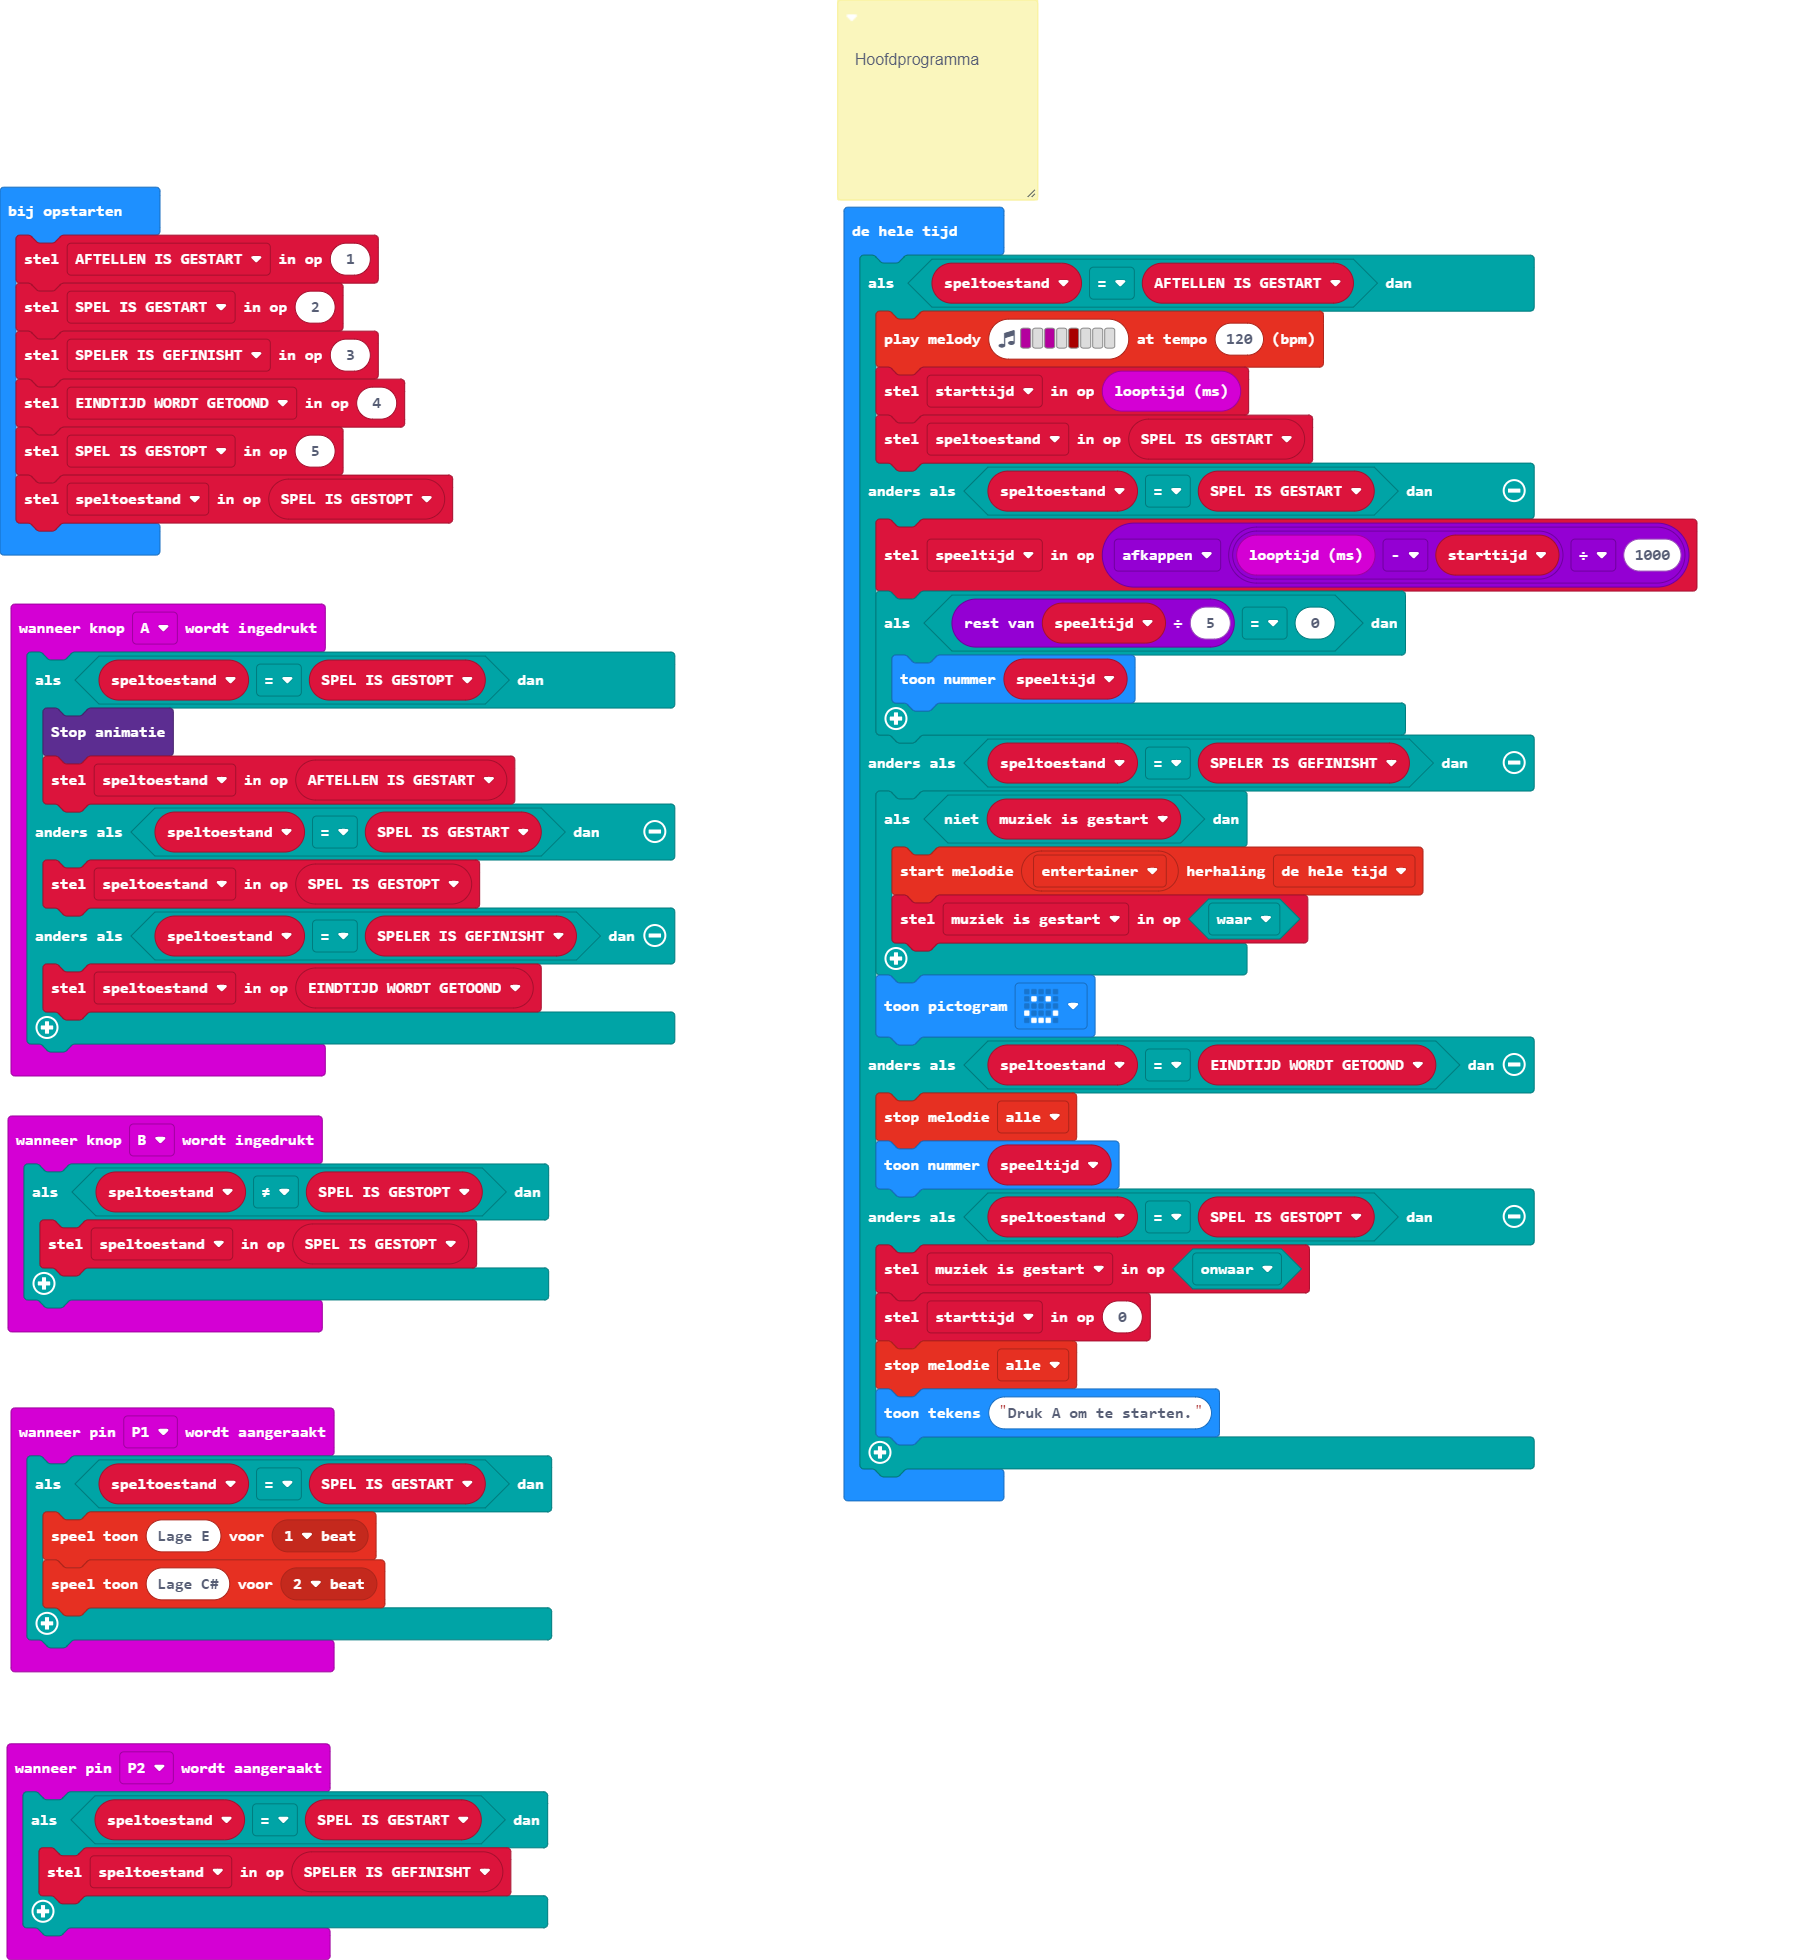 Hoofdprogramma
bij opstarten
stel AFTELLEN IS GESTART in op 1
stel SPEL IS GESTART in op 2
stel SPELER IS GEFINISHT in op 3
stel EINDTIJD WORDT GETOOND in op 4
stel SPEL IS GESTOPT in op 5
stel speltoestand in op SPEL IS GESTOPT
wanneer knop A wordt ingedrukt
als speltoestand = SPEL IS GESTOPT dan
Stop animatie
stel speltoestand in op AFTELLEN IS GESTART
anders als speltoestand = SPEL IS GESTART dan
stel speltoestand in op SPEL IS GESTOPT
anders als speltoestand = SPELER IS GEFINISHT dan
stel speltoestand in op EINDTIJD WORDT GETOOND
wanneer knop B wordt ingedrukt
als speltoestand ≠ SPEL IS GESTOPT dan
stel speltoestand in op SPEL IS GESTOPT
wanneer pin P1 wordt aangeraakt
als speltoestand = SPEL IS GESTART dan
speel toon Lage E voor 1 beat
speel toon Lage C# voor 2 beat
wanneer pin P2 wordt aangeraakt
als speltoestand = SPEL IS GESTART dan
stel speltoestand in op SPELER IS GEFINISHT
de hele tijd
als speltoestand = AFTELLEN IS GESTART dan
play melody at tempo 120 (bpm)
stel starttijd in op looptijd (ms)
stel speltoestand in op SPEL IS GESTART
anders als speltoestand = SPEL IS GESTART dan
stel speeltijd in op afkappen looptijd (ms) - starttijd ÷ 1000
als rest van speeltijd ÷ 5 = 0 dan
toon nummer speeltijd
anders als speltoestand = SPELER IS GEFINISHT dan
als niet muziek is gestart dan
start melodie entertainer herhaling de hele tijd
stel muziek is gestart in op waar
toon pictogram
anders als speltoestand = EINDTIJD WORDT GETOOND dan
stop melodie alle
toon nummer speeltijd
anders als speltoestand = SPEL IS GESTOPT dan
stel muziek is gestart in op onwaar
stel starttijd in op 0
stop melodie alle
toon tekens "Druk A om te starten."